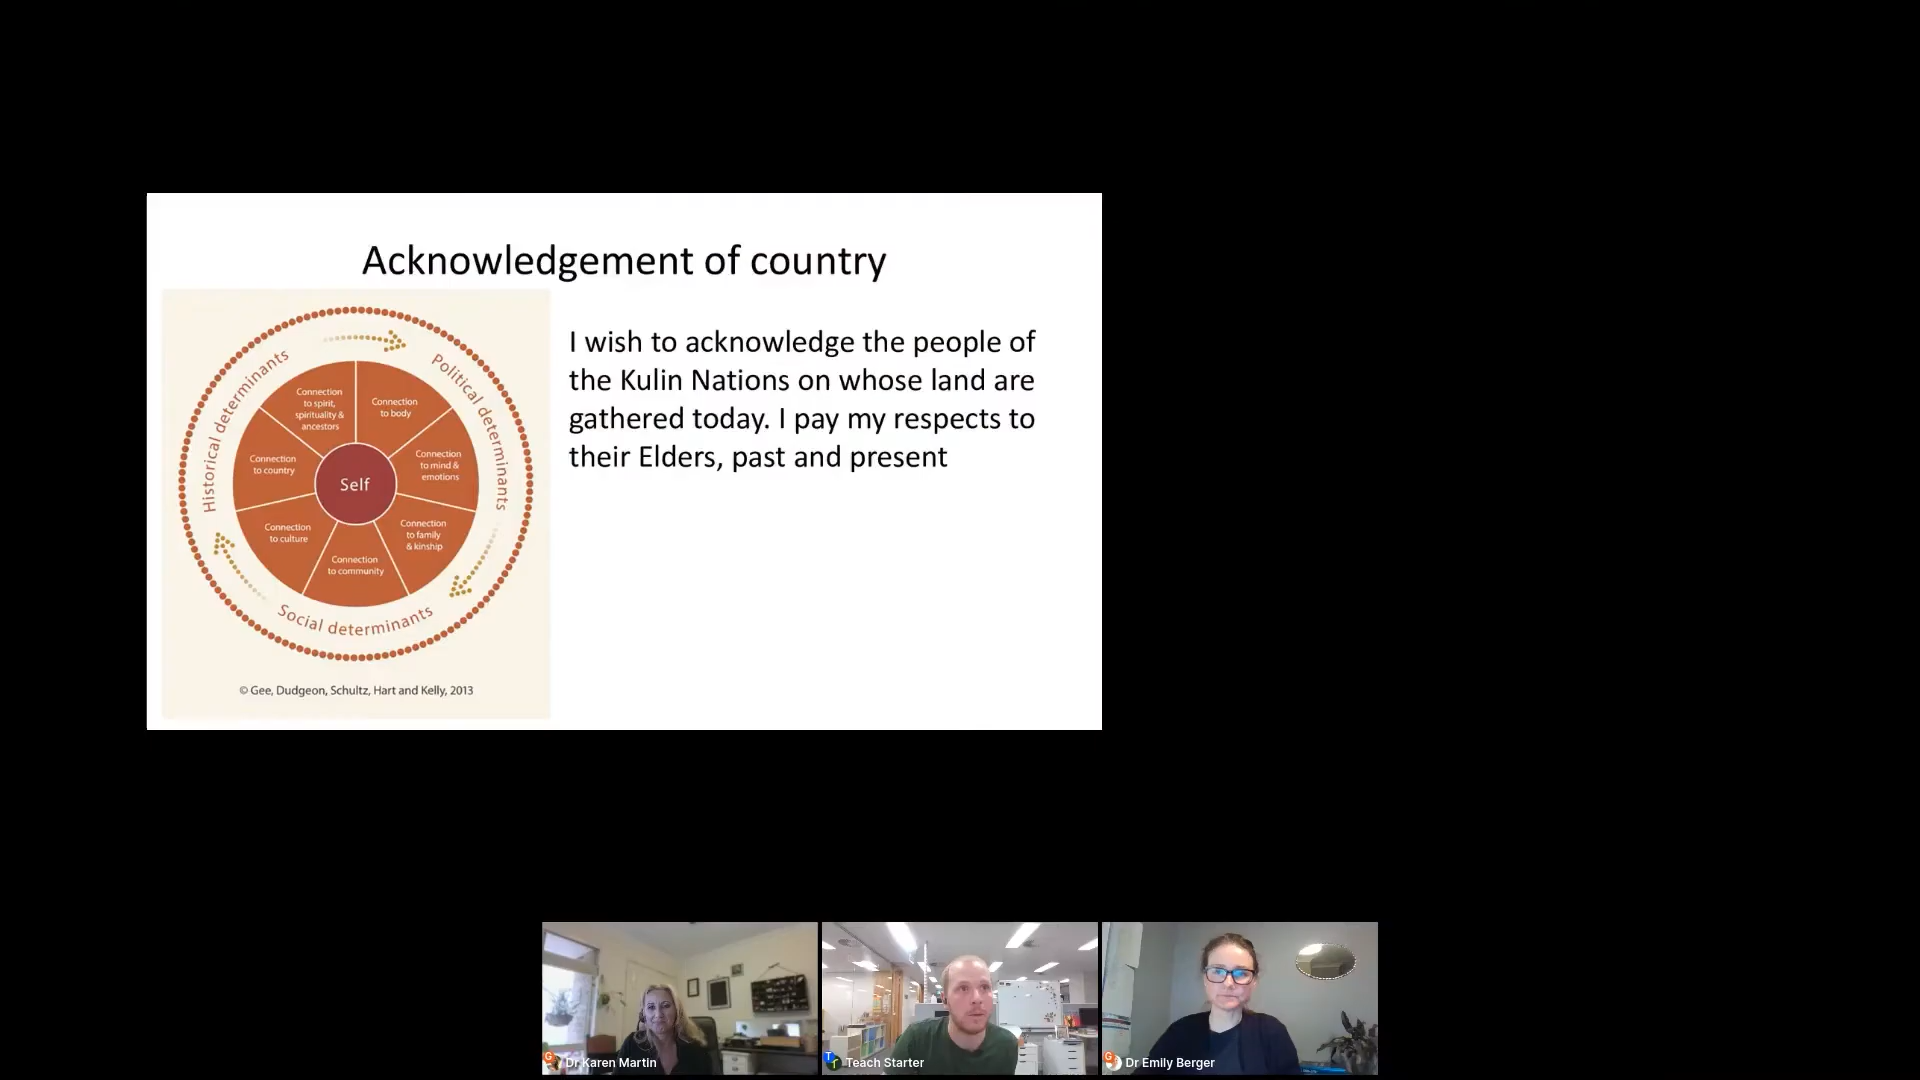 Acknowledgement of country
I wish to acknowledge the people of
the Kulin Nations on whose land are
gathered today. I pay my respects to
their Elders, past and present
Historical determinants
Political determinants
Social determinants
Connection
to spirit,
spirituality &
ancestors
Connection
to body
Connection
to mind &
emotions
Connection
to family
& kinship
Connection
to community
Connection
to culture
Connection
to country
Self
© Gee, Dudgeon, Schultz, Hart and Kelly, 2013
Dr Karen Martin
Teach Starter
Dr Emily Berger